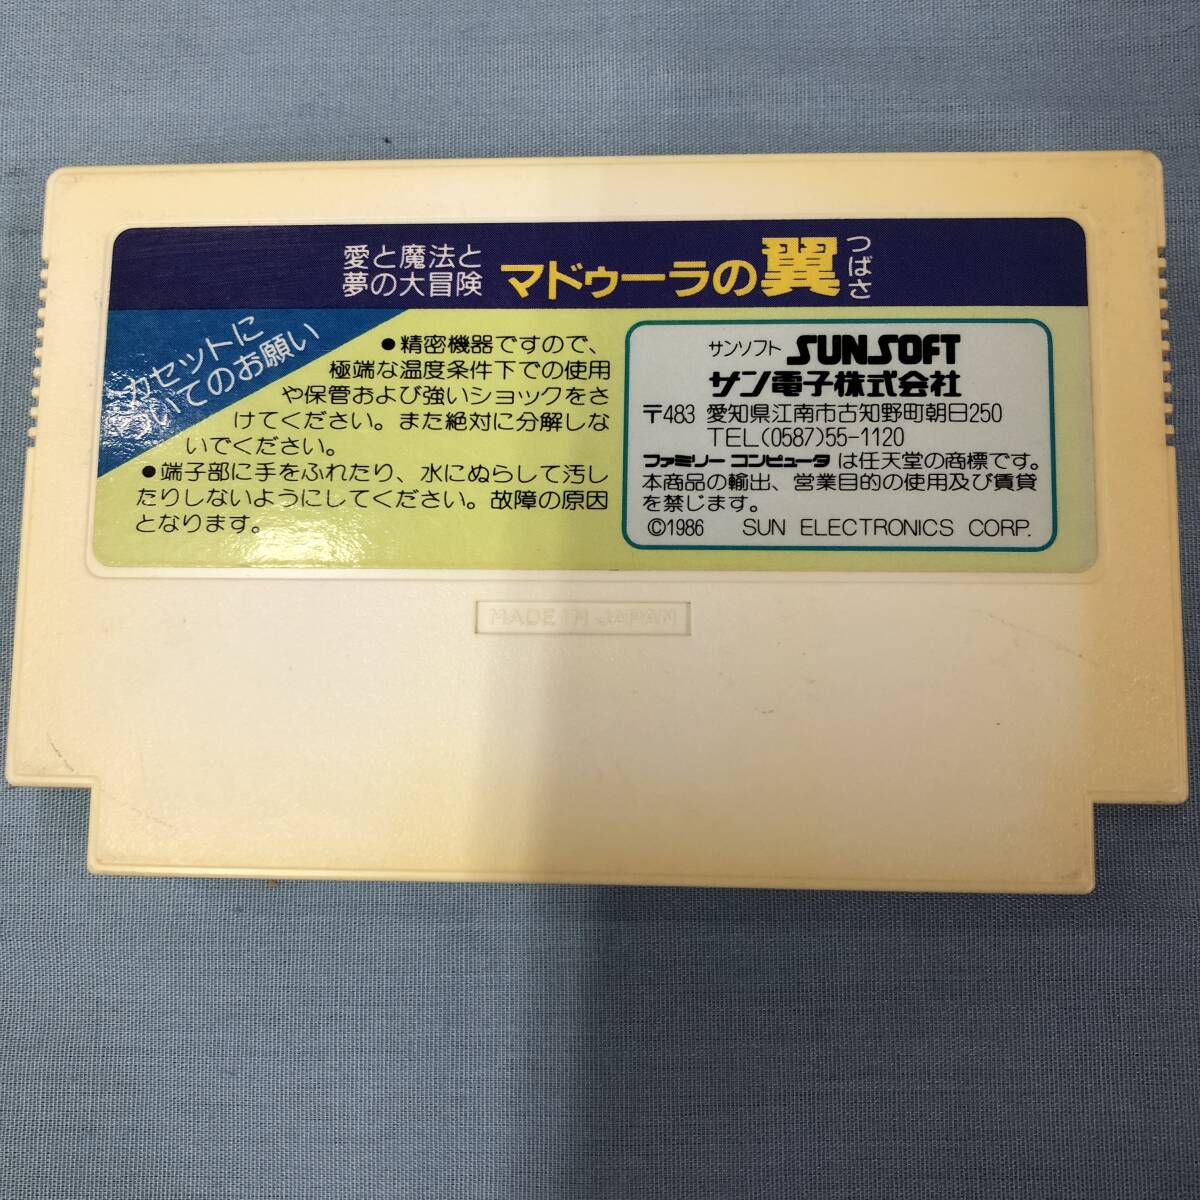 愛と魔法と
夢の大冒険
マドゥーラの翼
つばさ
カセットに
ついてのお願い
●精密機器ですので、
極端な温度条件下での使用
や保管および強いショックをさ
けてください。また絶対に分解しな
いでください。
●端子部に手をふれたり、水にぬらして汚し
たりしないようにしてください。故障の原因
となります。
サンソフト SUNSOFT
サン電子株式会社
〒483 愛知県江南市古知野町朝日250
TEL(0587)55-1120
ファミリー コンピュータ は任天堂の商標です。
本商品の輸出、営業目的の使用及び賃貸
を禁じます。
©1986 SUN ELECTRONICS CORP.
MADE IN JAPAN